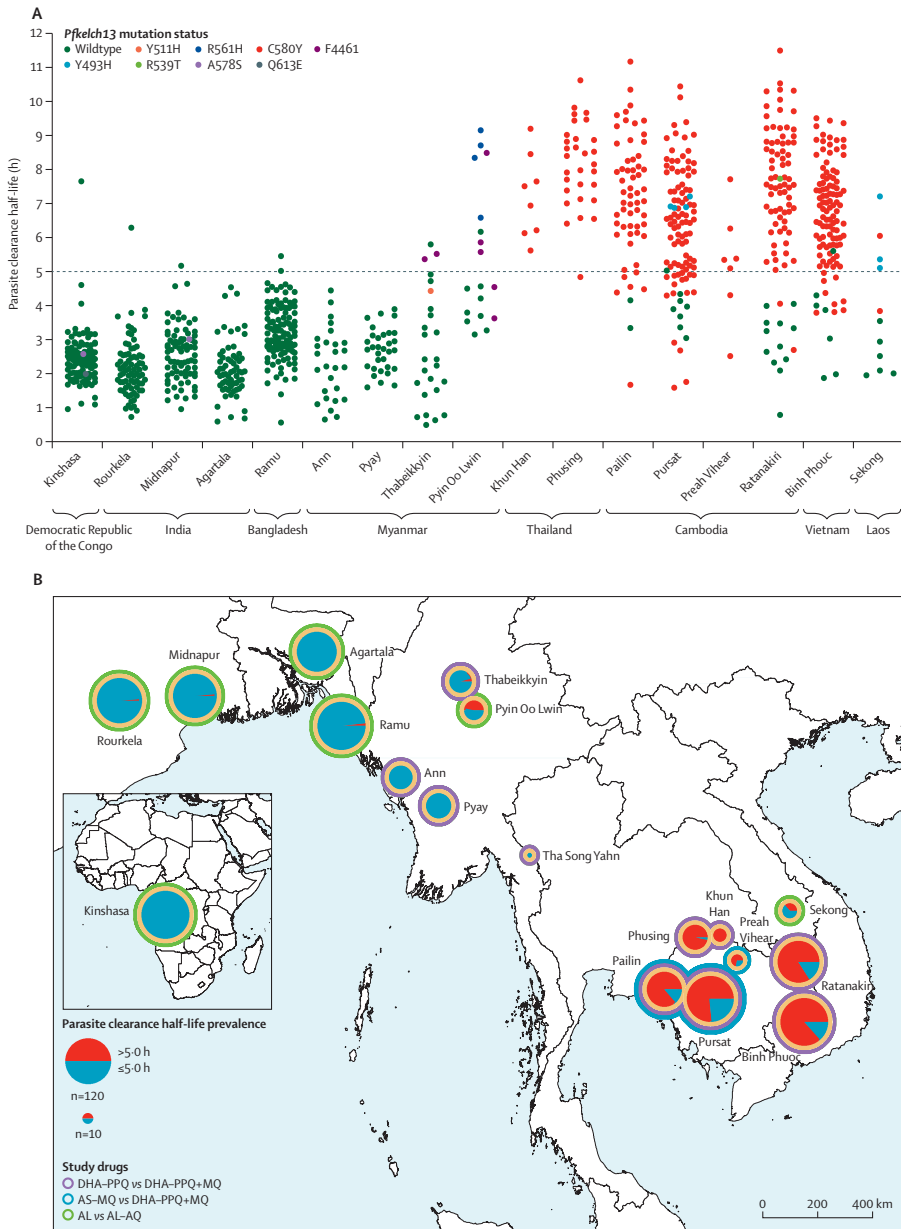 A
Pfkelch13 mutation status
Wildtype Y511H R561H C580Y F4461
Y493H R539T A578S Q613E
Parasite clearance half-life (h)
12
11
10
9
8
7
6
5
4
3
2
1
0
Kinshasa
Rourkela
Midnapur
Agartala
Ramu
Ann
Pyay
Thabeikkyin
Pyin Oo Lwin
Khun Han
Phusing
Pailin
Pursat
Preah Vihear
Ratanakiri
Binh Phouc
Sekong
Democratic Republic of the Congo
India
Bangladesh
Myanmar
Thailand
Cambodia
Vietnam
Laos
B
Midnapur
Agartala
Rourkela
Ramu
Thabeikkyin
Pyin Oo Lwin
Ann
Pyay
Tha Song Yahn
Kinshasa
Khun
Han
Preah
Vihear
Phusing
Sekong
Pailin
Ratanakiri
Pursat
Binh Phuoc
Parasite clearance half-life prevalence
>5·0 h
≤5·0 h
n=120
n=10
Study drugs
DHA–PPQ vs DHA–PPQ+MQ
AS–MQ vs DHA–PPQ+MQ
AL vs AL–AQ
0 200 400 km